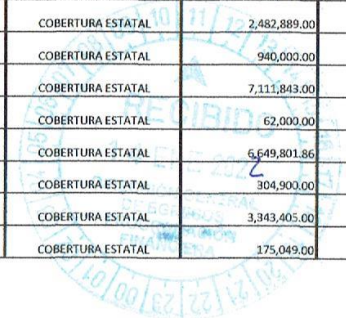 COBERTURA ESTATAL 2,482,889.00
COBERTURA ESTATAL 940,000.00
COBERTURA ESTATAL 7,111,843.00
COBERTURA ESTATAL 62,000.00
COBERTURA ESTATAL 6,649,801.86
COBERTURA ESTATAL 304,900.00
COBERTURA ESTATAL 3,343,405.00
COBERTURA ESTATAL 175,049.00
RECIBIDO